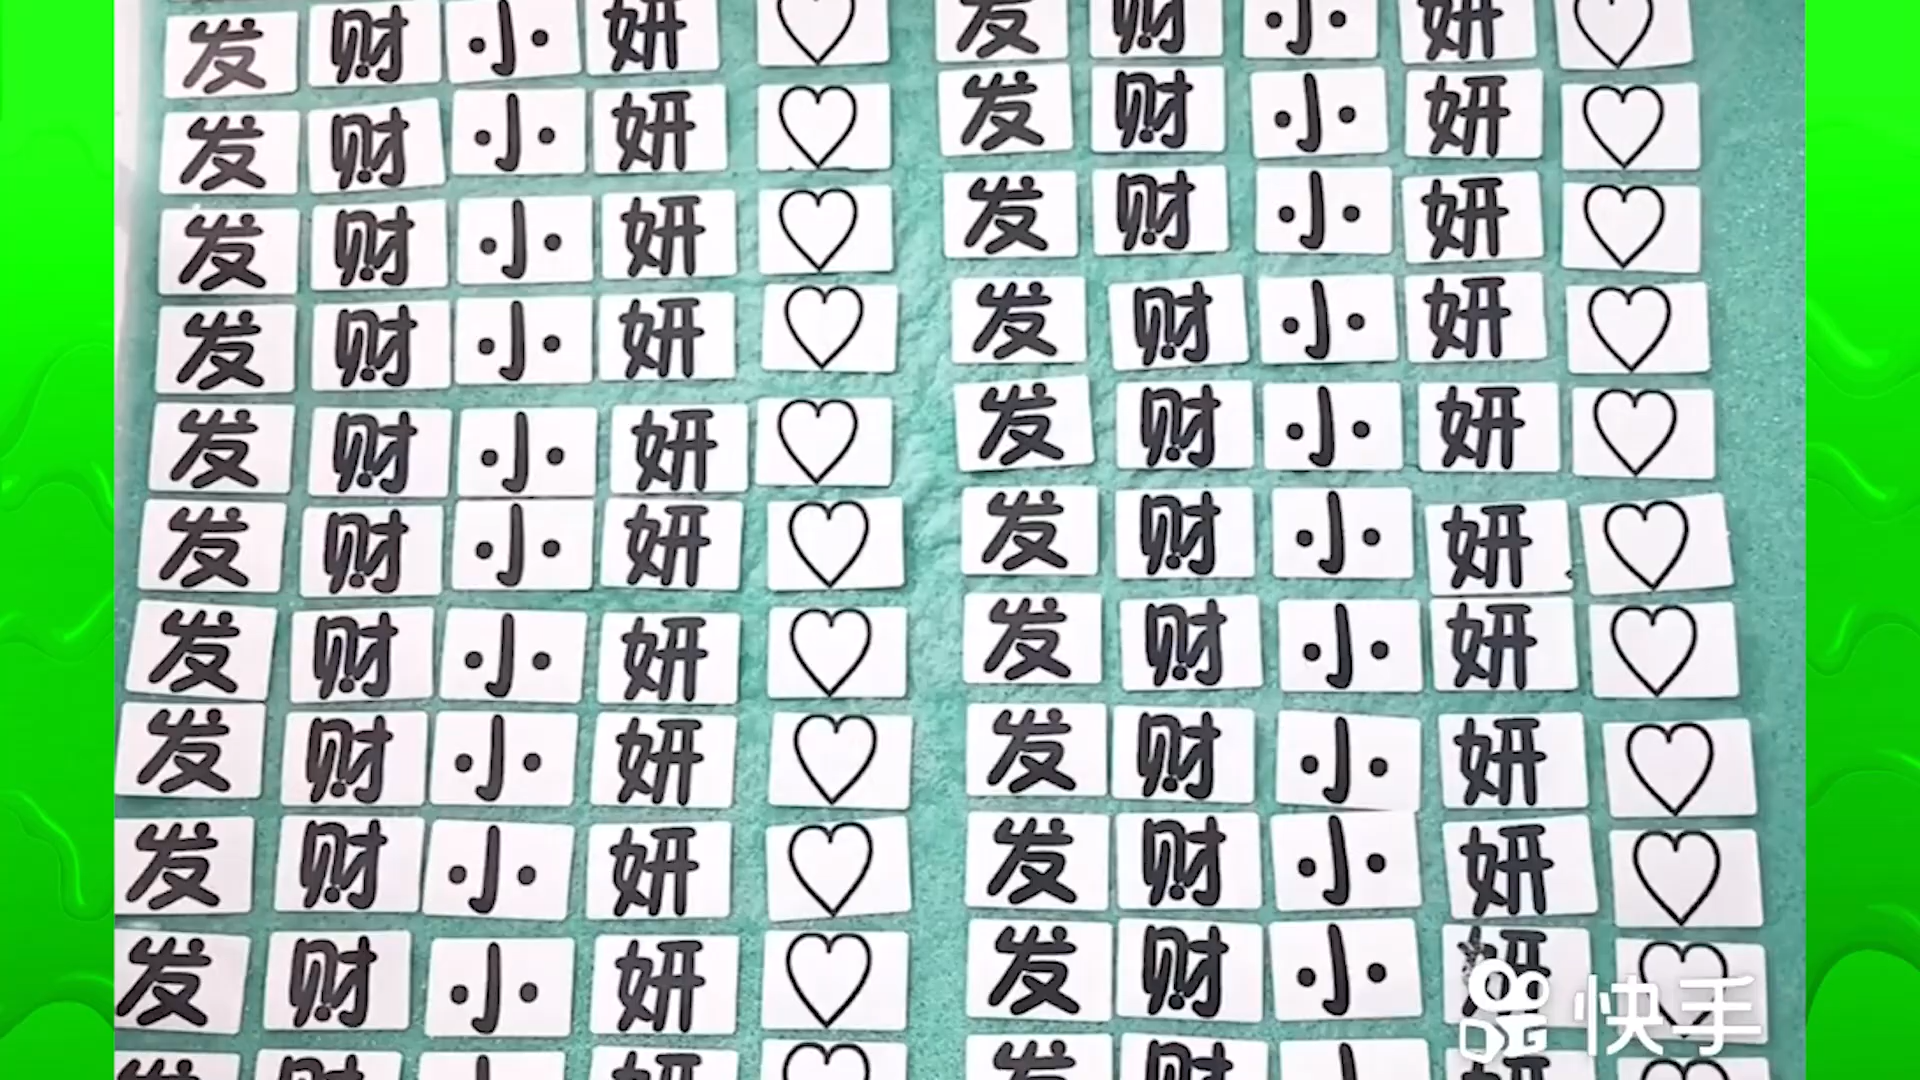 发 财 小 妍 ♡ 发 财 小 妍 ♡
发 财 小 妍 ♡ 发 财 小 妍 ♡
发 财 小 妍 ♡ 发 财 小 妍 ♡
发 财 小 妍 ♡ 发 财 小 妍 ♡
发 财 小 妍 ♡ 发 财 小 妍 ♡
发 财 小 妍 ♡ 发 财 小 妍 ♡
发 财 小 妍 ♡ 发 财 小 妍 ♡
发 财 小 妍 ♡ 发 财 小 妍 ♡
发 财 小 妍 ♡ 发 财 小 妍 ♡
发 财 小 妍 ♡ 发 财 小 妍 ♡
快手